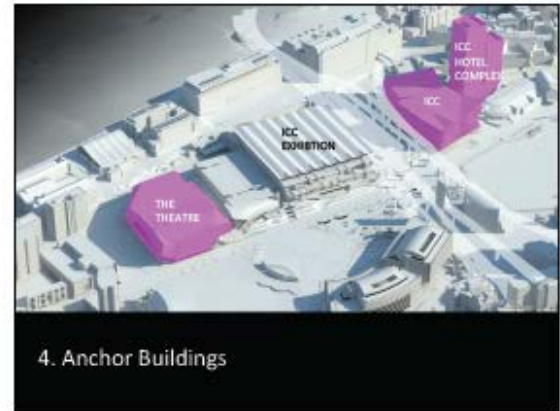 ICC
HOTEL
COMPLEX
ICC
ICC
EXHIBITION
THE
THEATRE
4. Anchor Buildings